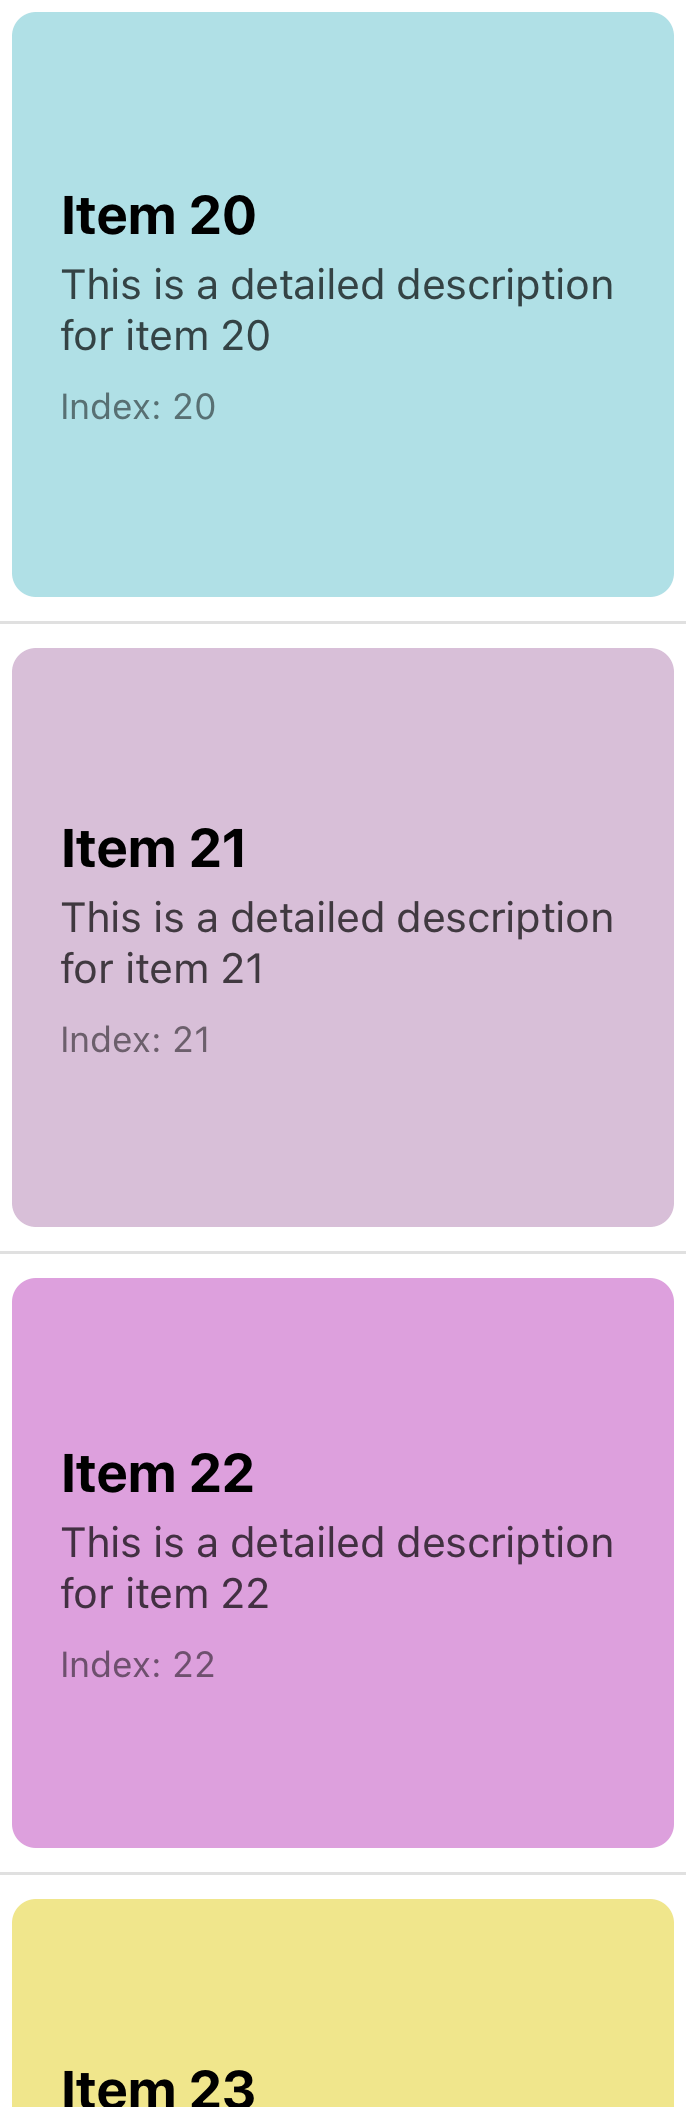 Item 20
This is a detailed description
for item 20
Index: 20
Item 21
This is a detailed description
for item 21
Index: 21
Item 22
This is a detailed description
for item 22
Index: 22
Item 23